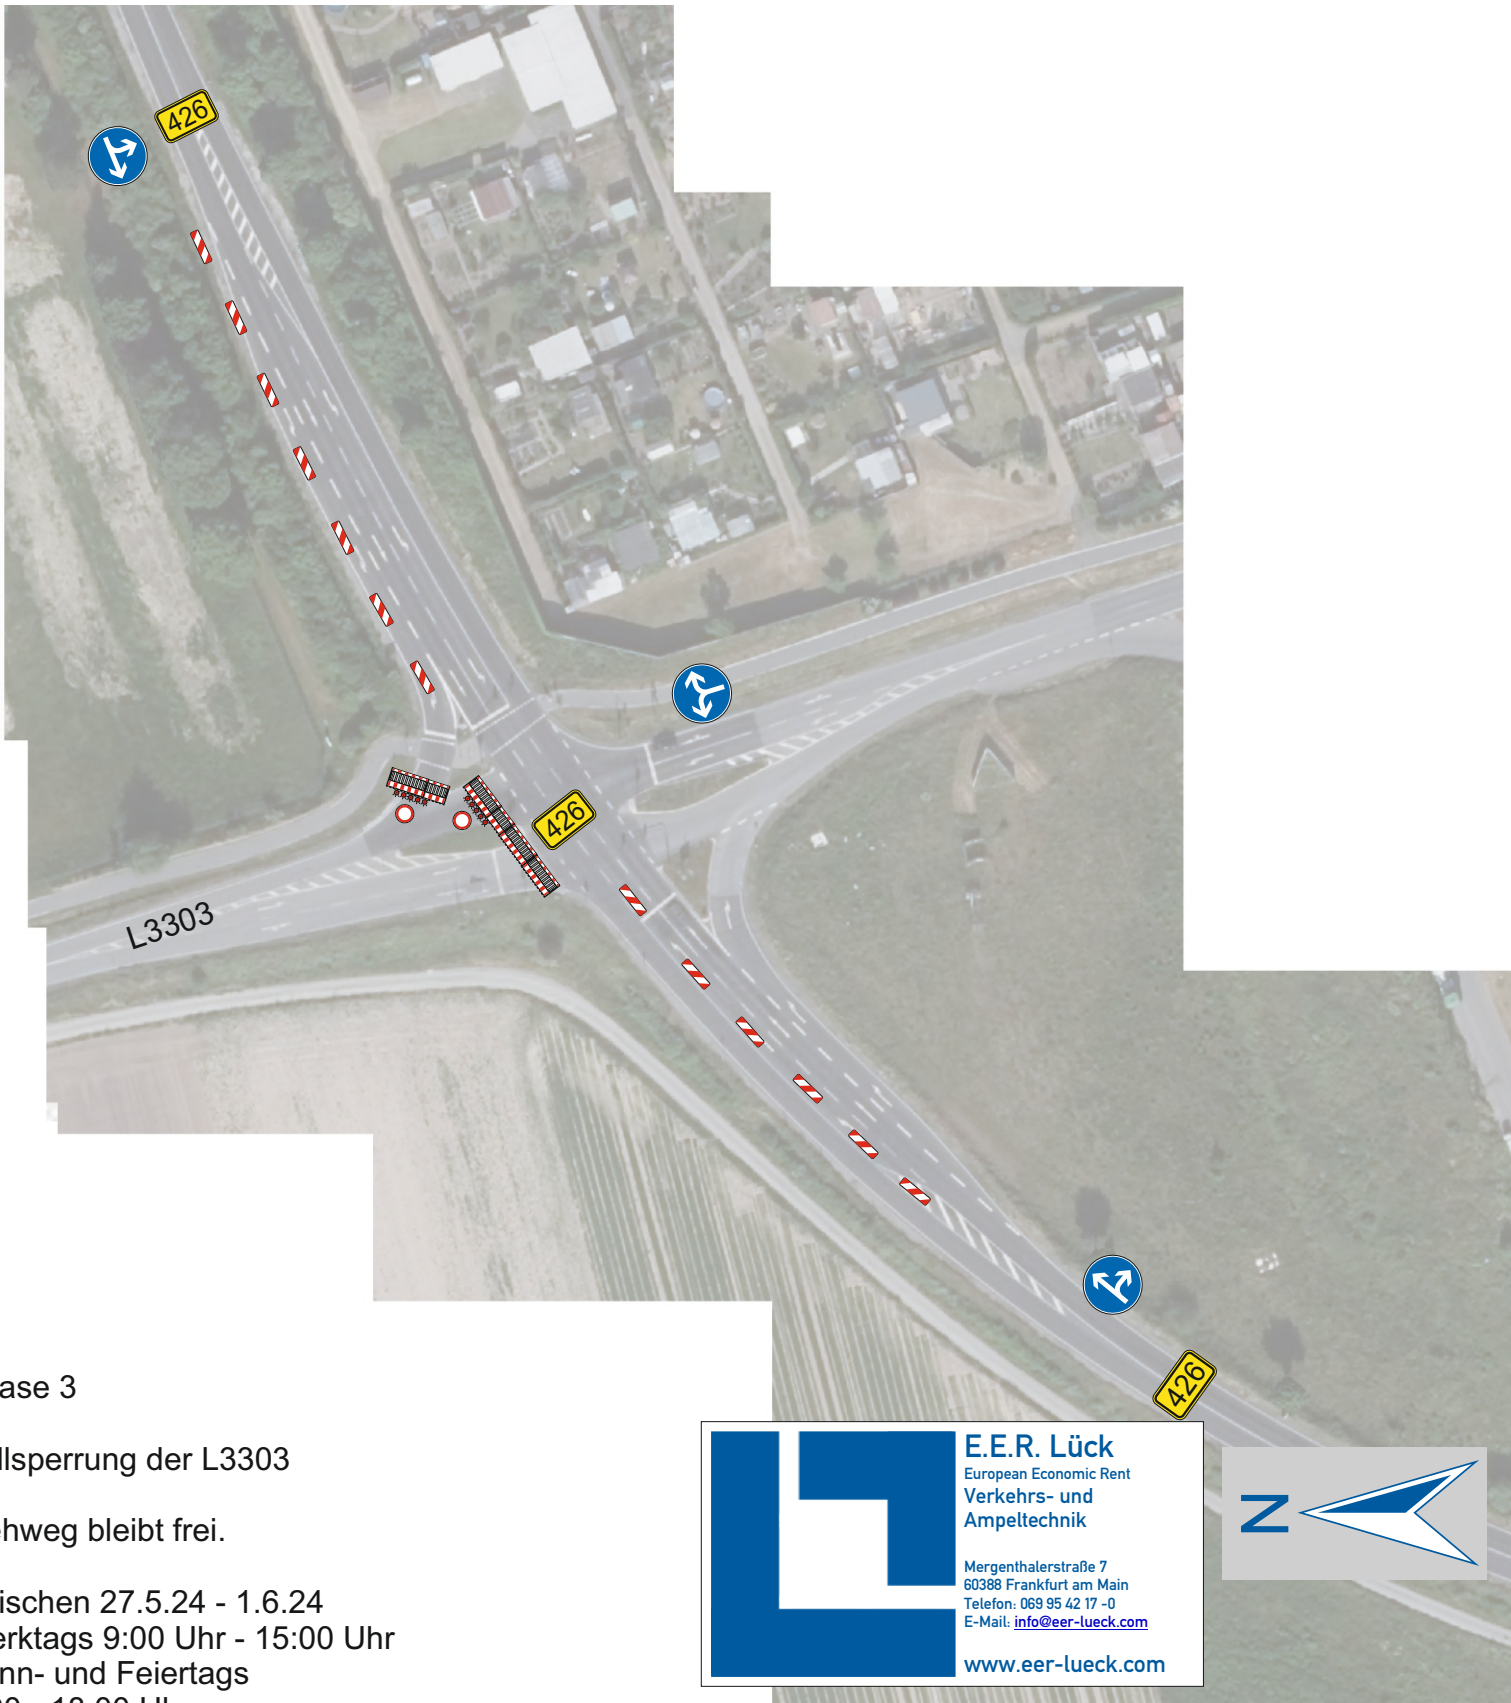 426
426
L3303
426
ase 3
llsperrung der L3303
ehweg bleibt frei.
ischen 27.5.24 - 1.6.24
erktags 9:00 Uhr - 15:00 Uhr
nn- und Feiertags
E.E.R. Lück
European Economic Rent
Verkehrs- und
Ampeltechnik
Mergenthalerstraße 7
60388 Frankfurt am Main
Telefon: 069 95 42 17 -0
E-Mail: info@eer-lueck.com
www.eer-lueck.com
N